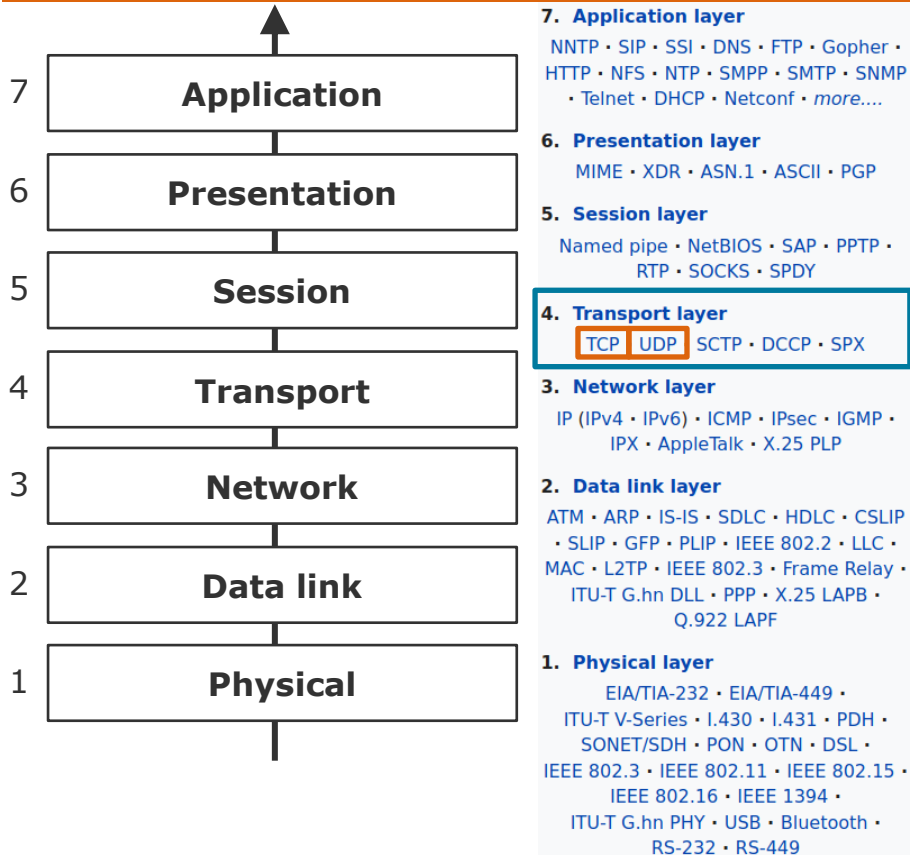 7
Application
6
Presentation
5
Session
4
Transport
3
Network
2
Data link
1
Physical
7. Application layer
NNTP · SIP · SSI · DNS · FTP · Gopher ·
HTTP · NFS · NTP · SMPP · SMTP · SNMP
· Telnet · DHCP · Netconf · more....
6. Presentation layer
MIME · XDR · ASN.1 · ASCII · PGP
5. Session layer
Named pipe · NetBIOS · SAP · PPTP ·
RTP · SOCKS · SPDY
4. Transport layer
TCP UDP SCTP · DCCP · SPX
3. Network layer
IP (IPv4 · IPv6) · ICMP · IPsec · IGMP ·
IPX · AppleTalk · X.25 PLP
2. Data link layer
ATM · ARP · IS-IS · SDLC · HDLC · CSLIP
· SLIP · GFP · PLIP · IEEE 802.2 · LLC ·
MAC · L2TP · IEEE 802.3 · Frame Relay ·
ITU-T G.hn DLL · PPP · X.25 LAPB ·
Q.922 LAPF
1. Physical layer
EIA/TIA-232 · EIA/TIA-449 ·
ITU-T V-Series · I.430 · I.431 · PDH ·
SONET/SDH · PON · OTN · DSL ·
IEEE 802.3 · IEEE 802.11 · IEEE 802.15 ·
IEEE 802.16 · IEEE 1394 ·
ITU-T G.hn PHY · USB · Bluetooth ·
RS-232 · RS-449